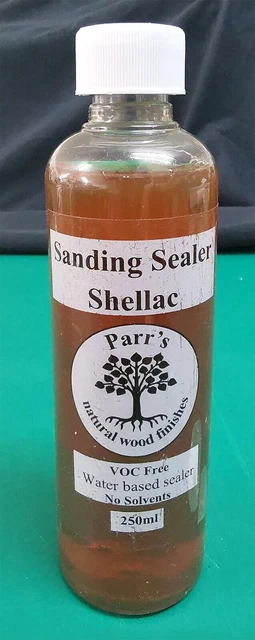 Sanding Sealer
Shellac
Parr's
natural wood finishes
VOC Free
Water based sealer
No Solvents
250ml